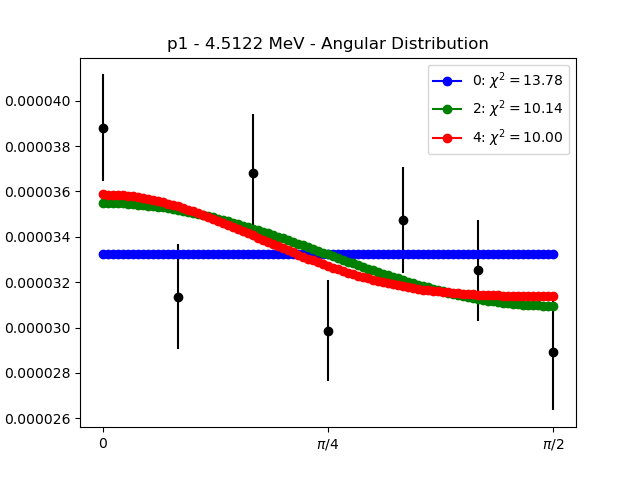 p1 - 4.5122 MeV - Angular Distribution
0: χ² = 13.78
2: χ² = 10.14
4: χ² = 10.00
0.000040
0.000038
0.000036
0.000034
0.000032
0.000030
0.000028
0.000026
0 π/4 π/2